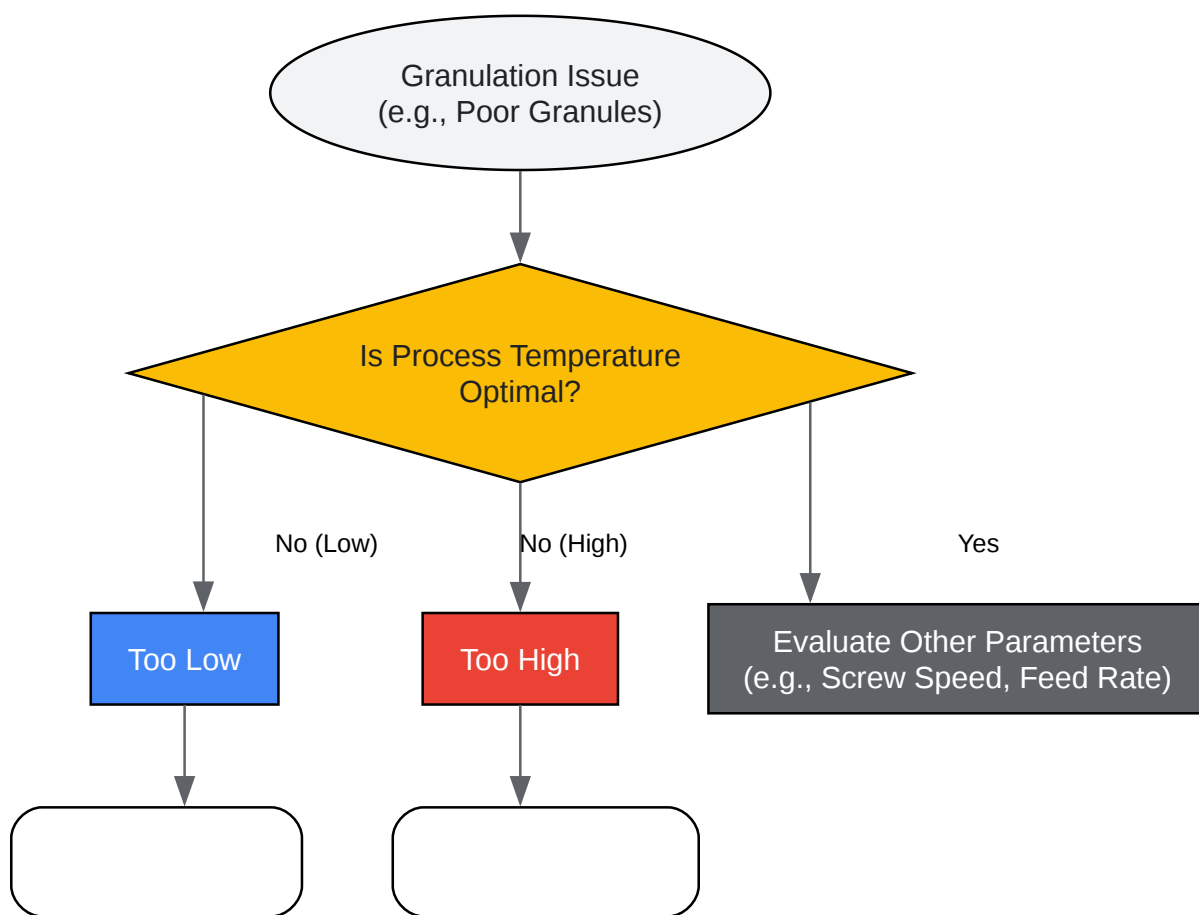 Granulation Issue
(e.g., Poor Granules)
Is Process Temperature
Optimal?
No (Low)
No (High)
Yes
Too Low
Too High
Evaluate Other Parameters
(e.g., Screw Speed, Feed Rate)